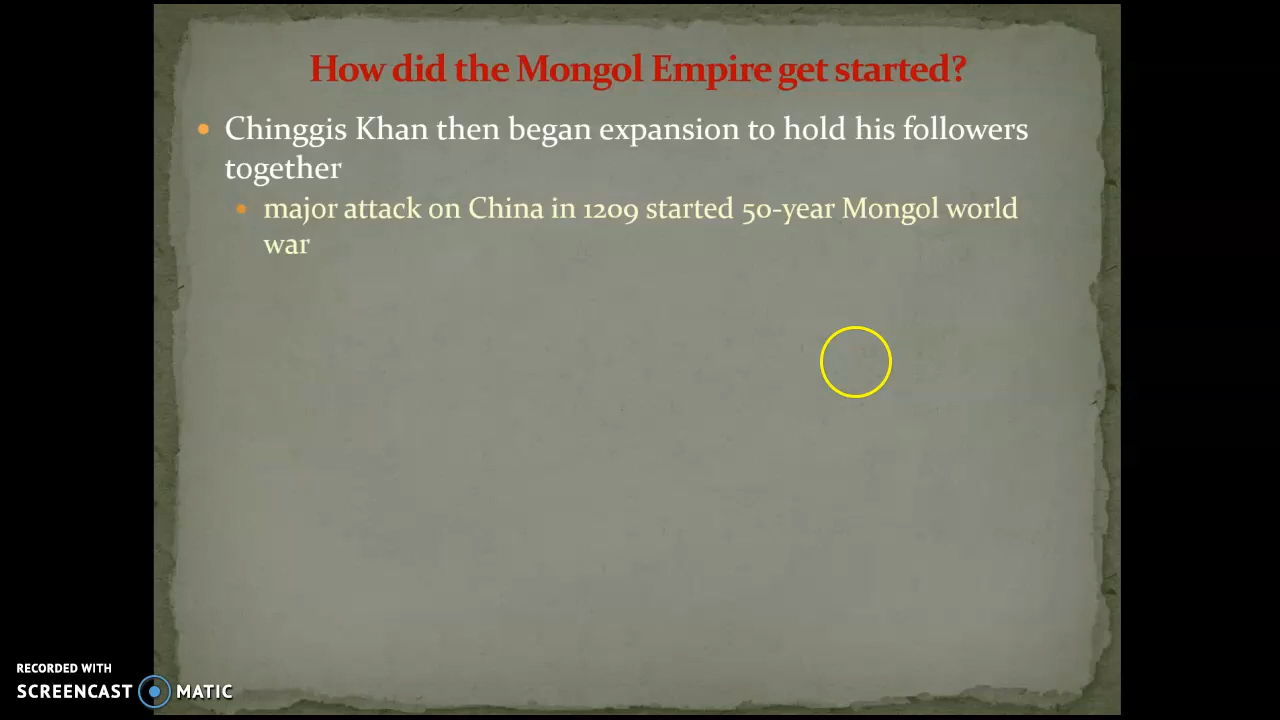 How did the Mongol Empire get started?
• Chinggis Khan then began expansion to hold his followers
together
• major attack on China in 1209 started 50-year Mongol world
war
RECORDED WITH
SCREENCAST MATIC